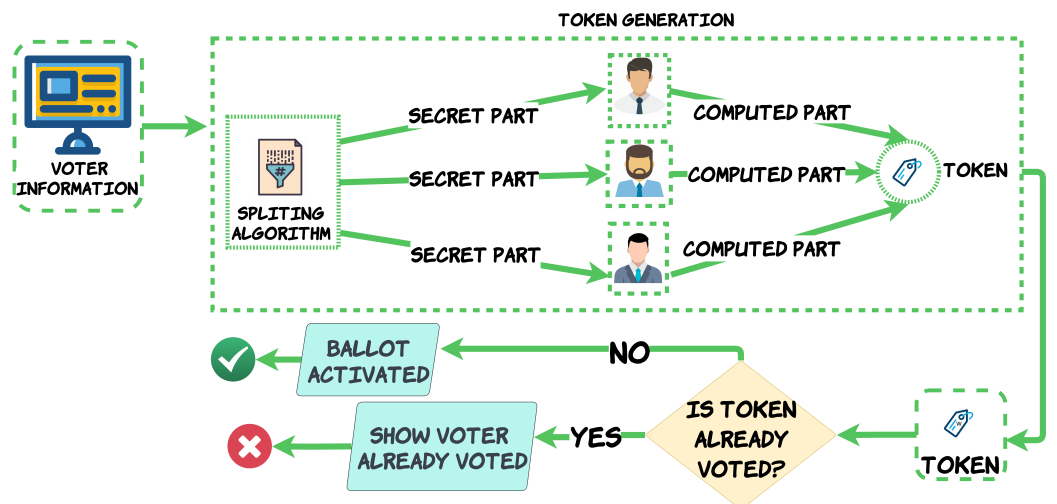 TOKEN GENERATION
VOTER
INFORMATION
SPLITING
ALGORITHM
SECRET PART
SECRET PART
SECRET PART
COMPUTED PART
COMPUTED PART
COMPUTED PART
TOKEN
BALLOT
ACTIVATED
NO
SHOW VOTER
ALREADY VOTED
YES
IS TOKEN
ALREADY
VOTED?
TOKEN
#